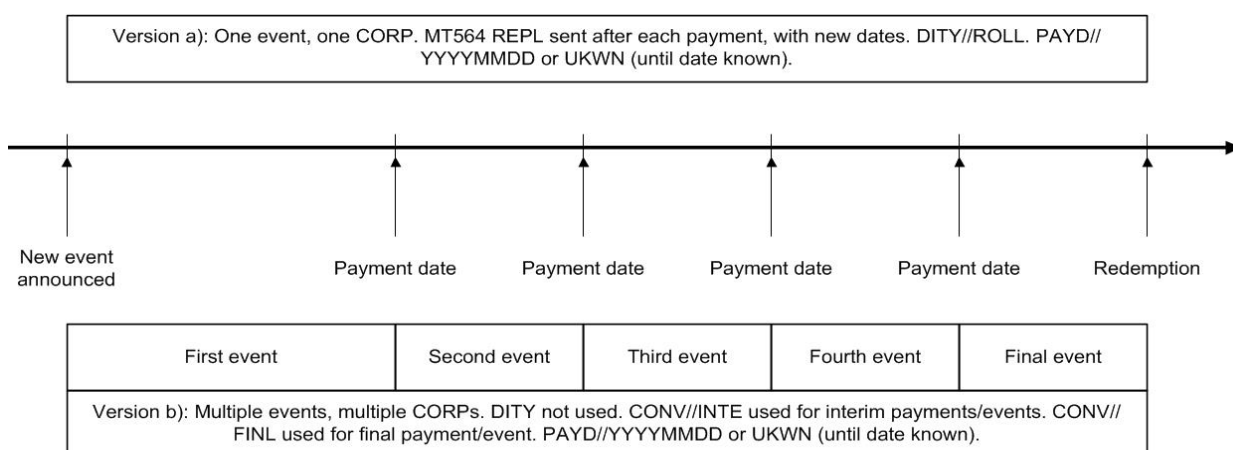 Version a): One event, one CORP. MT564 REPL sent after each payment, with new dates. DITY//ROLL. PAYD//
YYYYMMDD or UKWN (until date known).
New event
announced
Payment date
Payment date
Payment date
Payment date
Redemption
First event
Second event
Third event
Fourth event
Final event
Version b): Multiple events, multiple CORPs. DITY not used. CONV//INTE used for interim payments/events. CONV//
FINL used for final payment/event. PAYD//YYYYMMDD or UKWN (until date known).